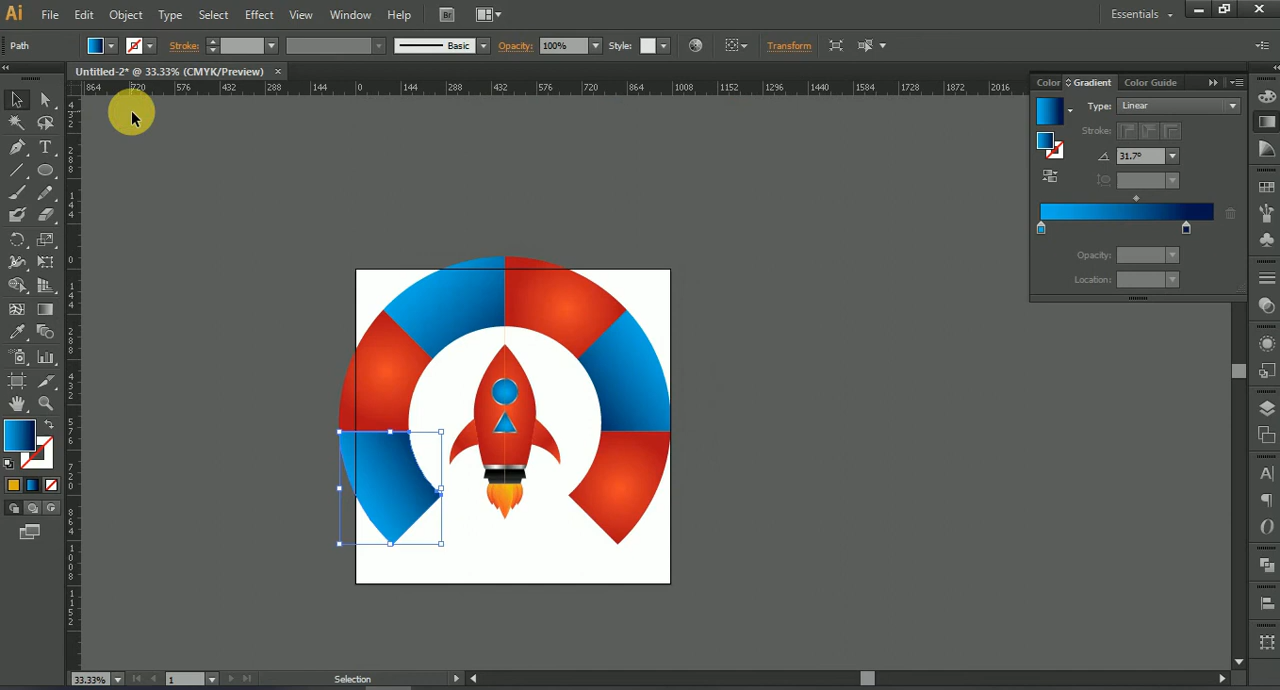 Ai File Edit Object Type Select Effect View Window Help Br Essentials
Path Stroke: Basic Opacity: 100% Style: Transform
Untitled-2* @ 33.33% (CMYK/Preview) ×
864 720 576 432 288 144 0 144 288 432 576 720 864 1008 1152 1296 1440 1584 1728 1872 2016
Color Gradient Color Guide
Type: Linear
Stroke:
31.7°
Opacity:
Location:
33.33% 1 Selection